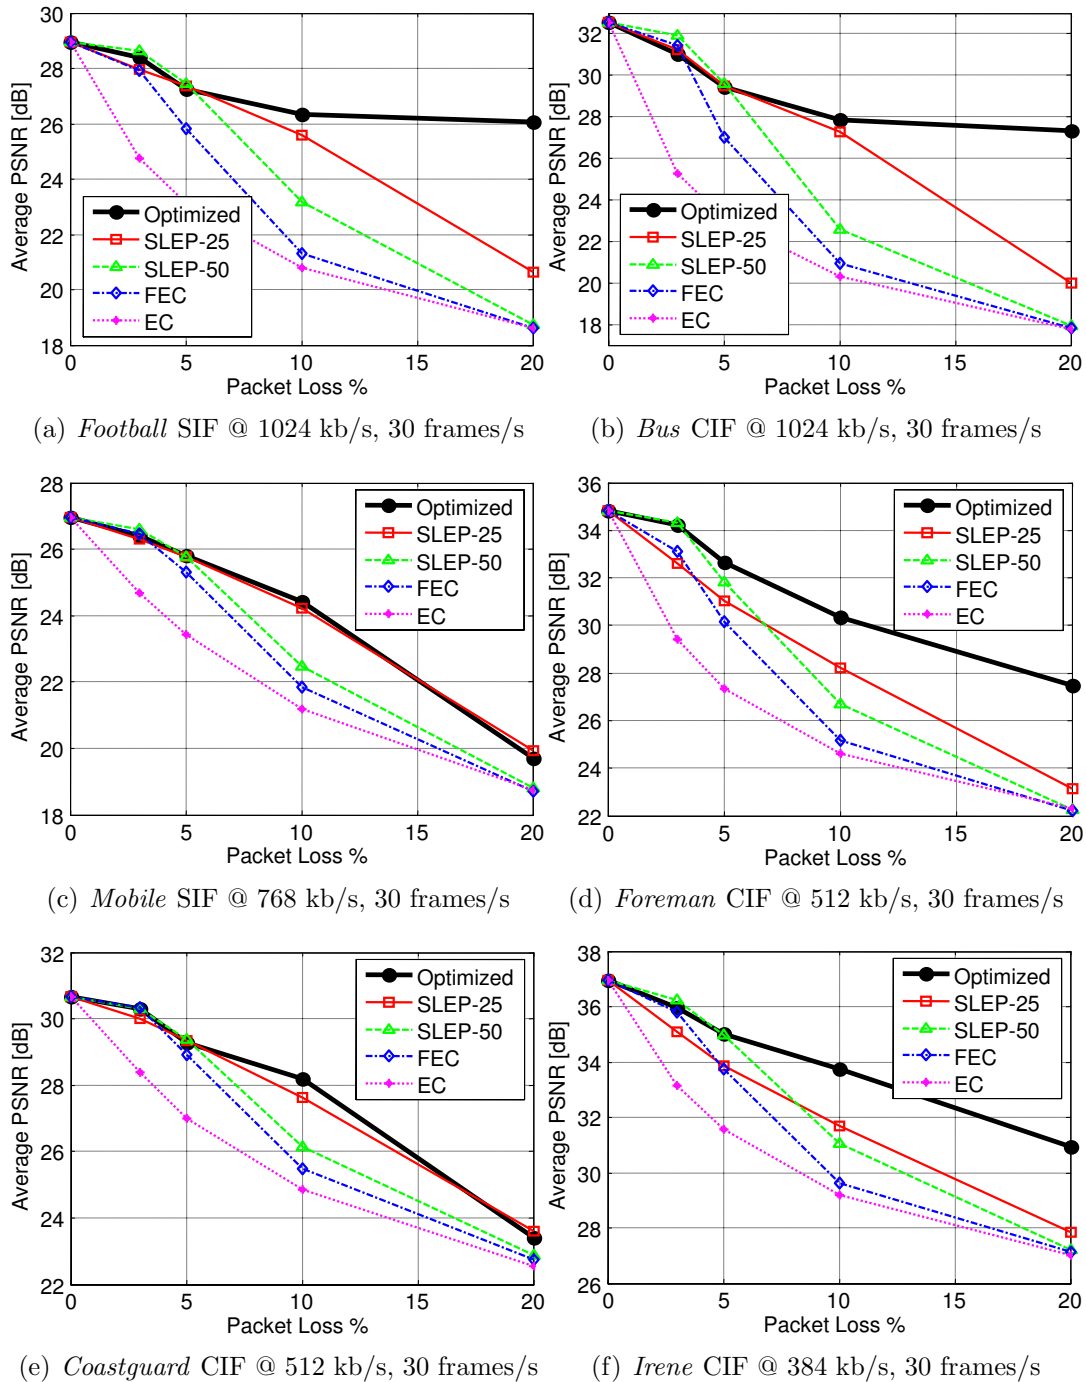 30
28
26
24
22
20
18
Average PSNR [dB]
Optimized
SLEP-25
SLEP-50
FEC
EC
0 5 10 15 20
Packet Loss %
(a) Football SIF @ 1024 kb/s, 30 frames/s
32
30
28
26
24
22
20
18
Average PSNR [dB]
Optimized
SLEP-25
SLEP-50
FEC
EC
0 5 10 15 20
Packet Loss %
(b) Bus CIF @ 1024 kb/s, 30 frames/s
28
26
24
22
20
18
Average PSNR [dB]
Optimized
SLEP-25
SLEP-50
FEC
EC
0 5 10 15 20
Packet Loss %
(c) Mobile SIF @ 768 kb/s, 30 frames/s
36
34
32
30
28
26
24
22
Average PSNR [dB]
Optimized
SLEP-25
SLEP-50
FEC
EC
0 5 10 15 20
Packet Loss %
(d) Foreman CIF @ 512 kb/s, 30 frames/s
32
30
28
26
24
22
Average PSNR [dB]
Optimized
SLEP-25
SLEP-50
FEC
EC
0 5 10 15 20
Packet Loss %
(e) Coastguard CIF @ 512 kb/s, 30 frames/s
38
36
34
32
30
28
26
Average PSNR [dB]
Optimized
SLEP-25
SLEP-50
FEC
EC
0 5 10 15 20
Packet Loss %
(f) Irene CIF @ 384 kb/s, 30 frames/s